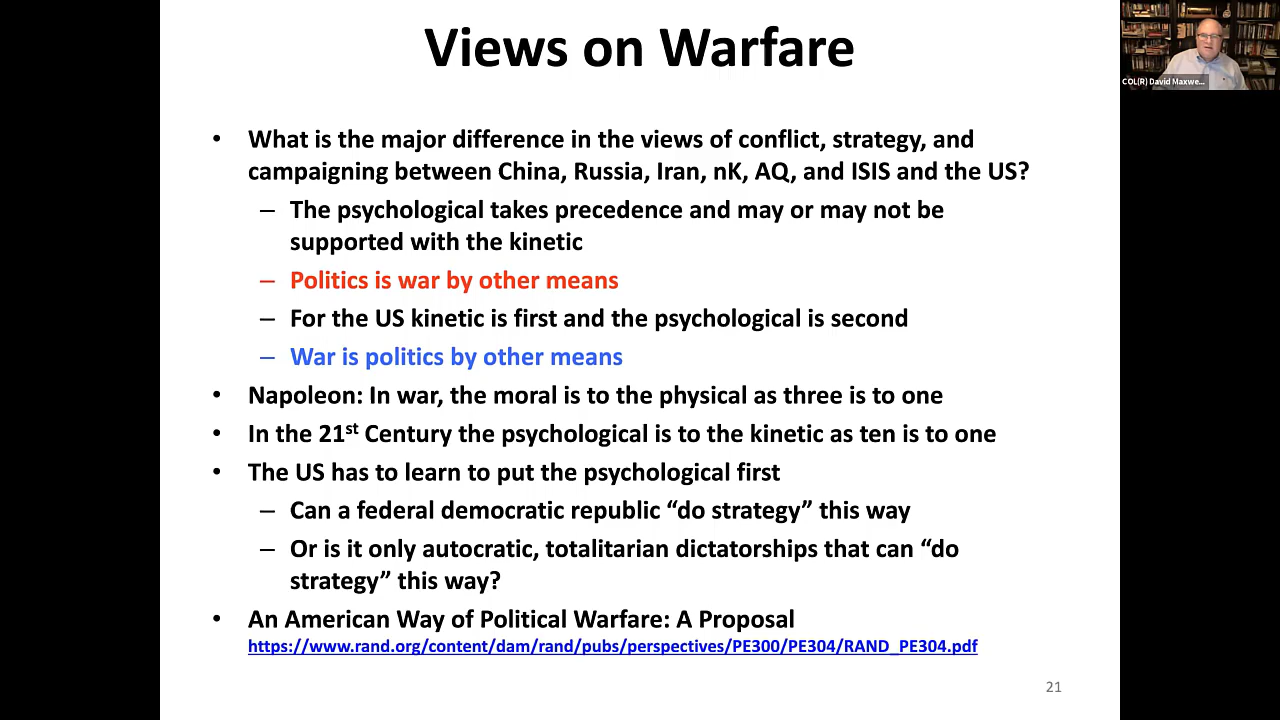 Views on Warfare
COL(R) David Maxwe...
• What is the major difference in the views of conflict, strategy, and
campaigning between China, Russia, Iran, nK, AQ, and ISIS and the US?
– The psychological takes precedence and may or may not be
supported with the kinetic
– Politics is war by other means
– For the US kinetic is first and the psychological is second
– War is politics by other means
• Napoleon: In war, the moral is to the physical as three is to one
• In the 21st Century the psychological is to the kinetic as ten is to one
• The US has to learn to put the psychological first
– Can a federal democratic republic “do strategy” this way
– Or is it only autocratic, totalitarian dictatorships that can “do
strategy” this way?
• An American Way of Political Warfare: A Proposal
https://www.rand.org/content/dam/rand/pubs/perspectives/PE300/PE304/RAND_PE304.pdf
21